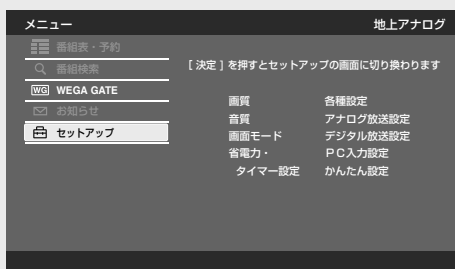 メニュー 地上アナログ
番組表・予約
番組検索
WG WEGA GATE
お知らせ
セットアップ
[ 決定 ] を押すとセットアップの画面に切り換わります
画質 各種設定
音質 アナログ放送設定
画面モード デジタル放送設定
省電力・ PC入力設定
タイマー設定 かんたん設定